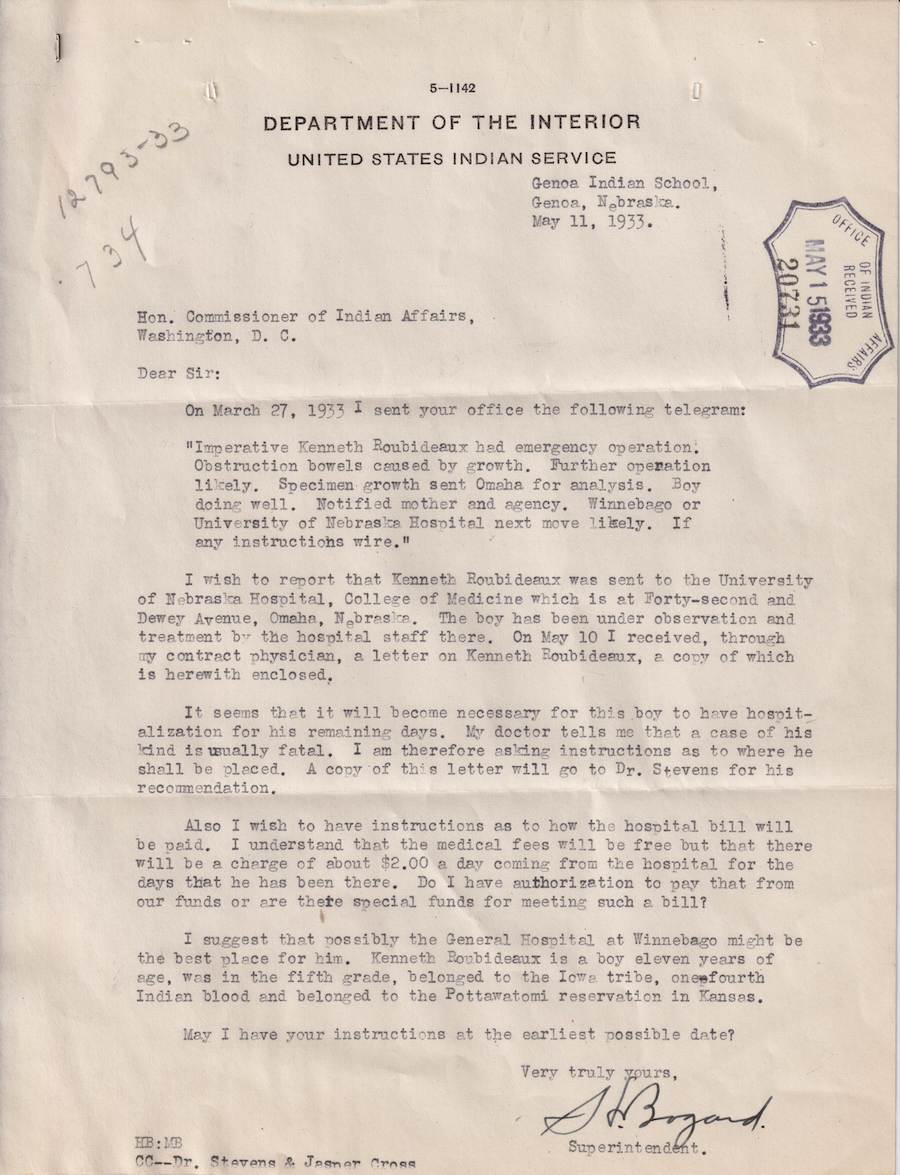 5—1142
DEPARTMENT OF THE INTERIOR
UNITED STATES INDIAN SERVICE
12795-33
734
Genoa Indian School,
Genoa, Nebraska.
May 11, 1933.
OFFICE OF INDIAN AFFAIRS
RECEIVED
MAY 15 1933
20731
Hon. Commissioner of Indian Affairs,
Washington, D. C.
Dear Sir:
On March 27, 1933 I sent your office the following telegram:
"Imperative Kenneth Roubideaux had emergency operation.
Obstruction bowels caused by growth. Further operation
likely. Specimen growth sent Omaha for analysis. Boy
doing well. Notified mother and agency. Winnebago or
University of Nebraska Hospital next move likely. If
any instructions wire."
I wish to report that Kenneth Roubideaux was sent to the University
of Nebraska Hospital, College of Medicine which is at Forty-second and
Dewey Avenue, Omaha, Nebraska. The boy has been under observation and
treatment by the hospital staff there. On May 10 I received, through
my contract physician, a letter on Kenneth Roubideaux, a copy of which
is herewith enclosed.
It seems that it will become necessary for this boy to have hospit-
alization for his remaining days. My doctor tells me that a case of his
kind is usually fatal. I am therefore asking instructions as to where he
shall be placed. A copy of this letter will go to Dr. Stevens for his
recommendation.
Also I wish to have instructions as to how the hospital bill will
be paid. I understand that the medical fees will be free but that there
will be a charge of about $2.00 a day coming from the hospital for the
days that he has been there. Do I have authorization to pay that from
our funds or are there special funds for meeting such a bill?
I suggest that possibly the General Hospital at Winnebago might be
the best place for him. Kenneth Roubideaux is a boy eleven years of
age, was in the fifth grade, belonged to the Iowa tribe, one-fourth
Indian blood and belonged to the Pottawatomi reservation in Kansas.
May I have your instructions at the earliest possible date?
Very truly yours,
S H. Bogard.
Superintendent.
HB:MB
CC--Dr. Stevens & Jasper Cross